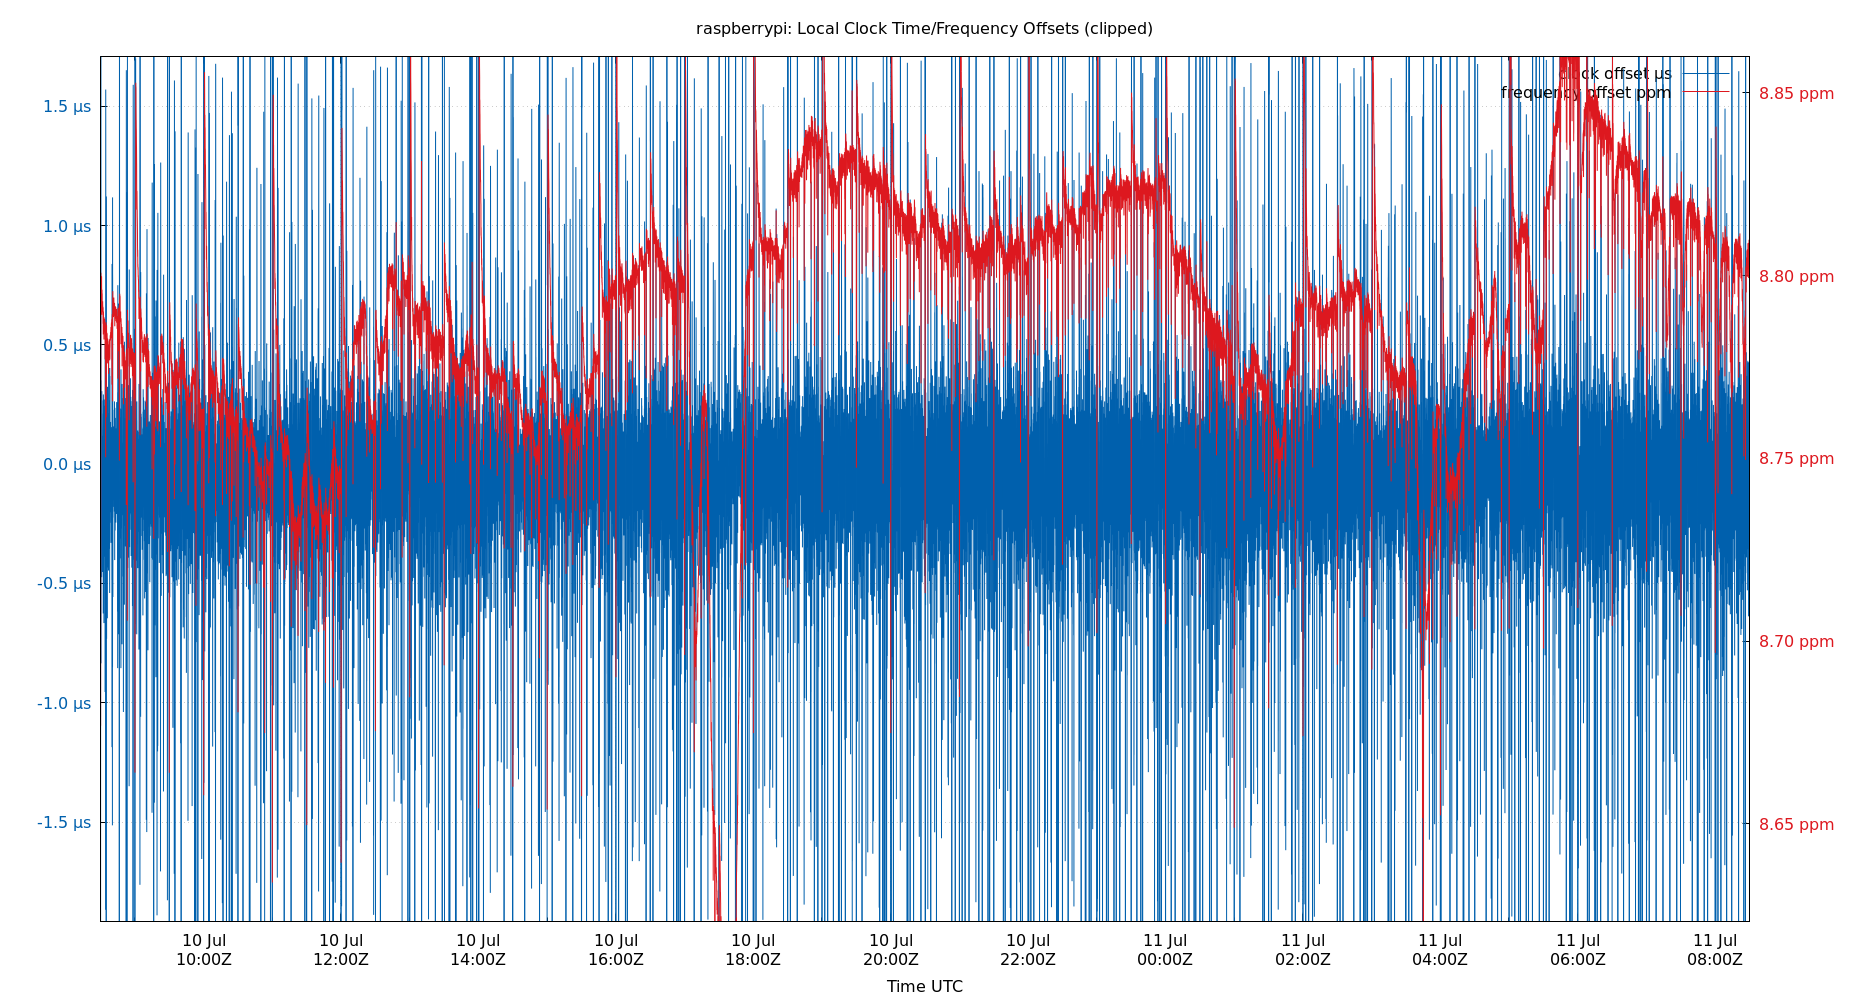 raspberrypi: Local Clock Time/Frequency Offsets (clipped)
clock offset µs
frequency offset ppm
1.5 µs
1.0 µs
0.5 µs
0.0 µs
-0.5 µs
-1.0 µs
-1.5 µs
8.85 ppm
8.80 ppm
8.75 ppm
8.70 ppm
8.65 ppm
10 Jul 10 Jul 10 Jul 10 Jul 10 Jul 10 Jul 10 Jul 11 Jul 11 Jul 11 Jul 11 Jul 11 Jul
10:00Z 12:00Z 14:00Z 16:00Z 18:00Z 20:00Z 22:00Z 00:00Z 02:00Z 04:00Z 06:00Z 08:00Z
Time UTC